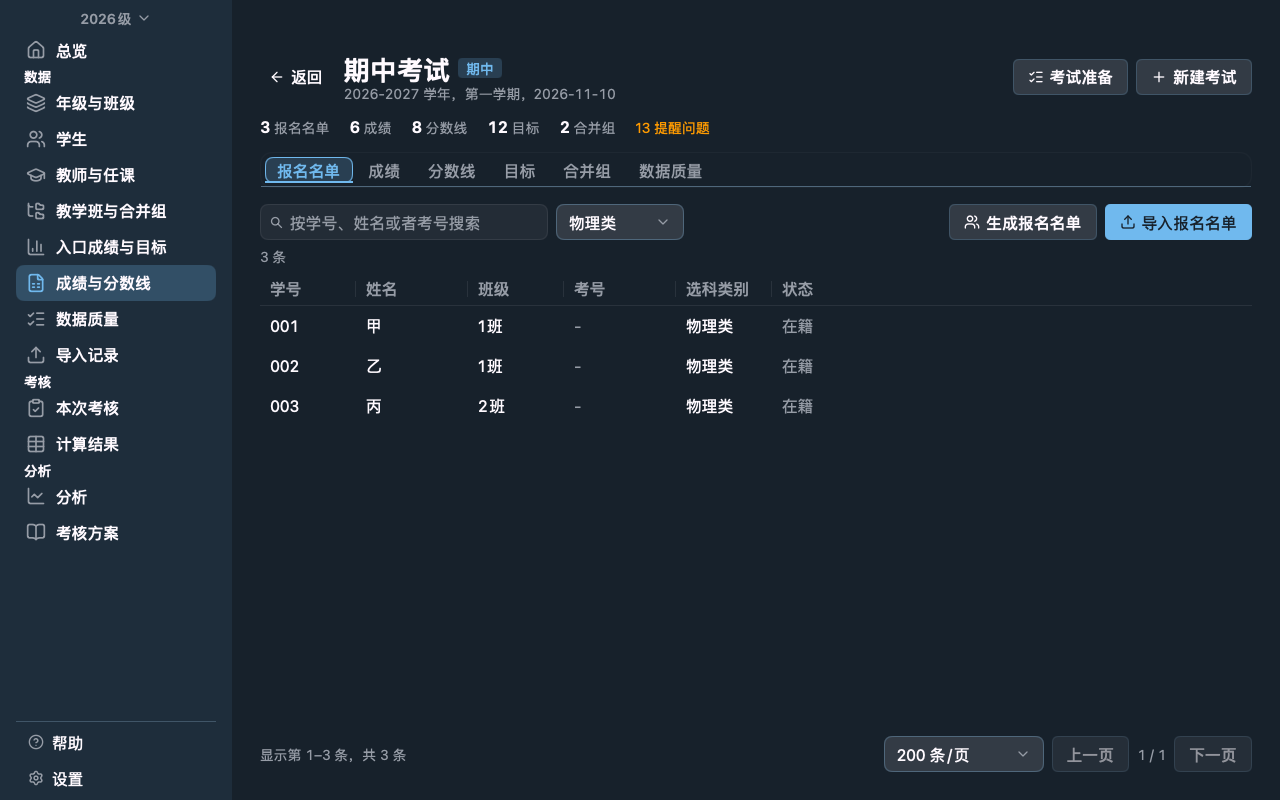 2026级
总览
数据
年级与班级
学生
教师与任课
教学班与合并组
入口成绩与目标
成绩与分数线
数据质量
导入记录
考核
本次考核
计算结果
分析
分析
考核方案
帮助
设置
返回
期中考试 期中
2026-2027 学年，第一学期，2026-11-10
考试准备
新建考试
3 报名名单 6 成绩 8 分数线 12 目标 2 合并组 13 提醒问题
报名名单 成绩 分数线 目标 合并组 数据质量
按学号、姓名或者考号搜索 物理类 生成报名名单 导入报名名单
3 条
学号 姓名 班级 考号 选科类别 状态
001 甲 1班 - 物理类 在籍
002 乙 1班 - 物理类 在籍
003 丙 2班 - 物理类 在籍
显示第 1–3 条，共 3 条 200 条/页 上一页 1 / 1 下一页